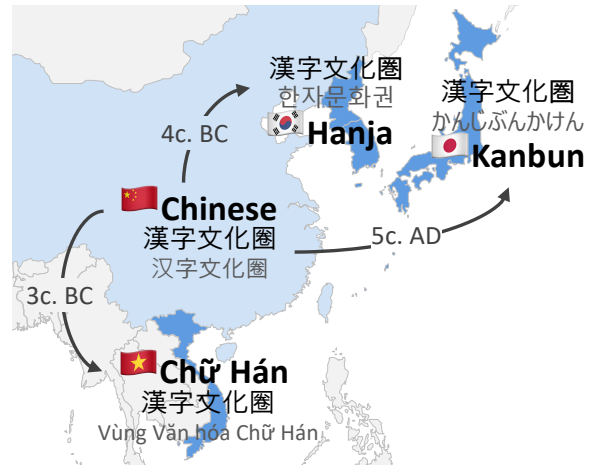 漢字文化圈
한자문화권
Hanja
漢字文化圈
かんじぶんかけん
Kanbun
4c. BC
Chinese
漢字文化圈
汉字文化圈
5c. AD
3c. BC
Chữ Hán
漢字文化圈
Vùng Văn hóa Chữ Hán